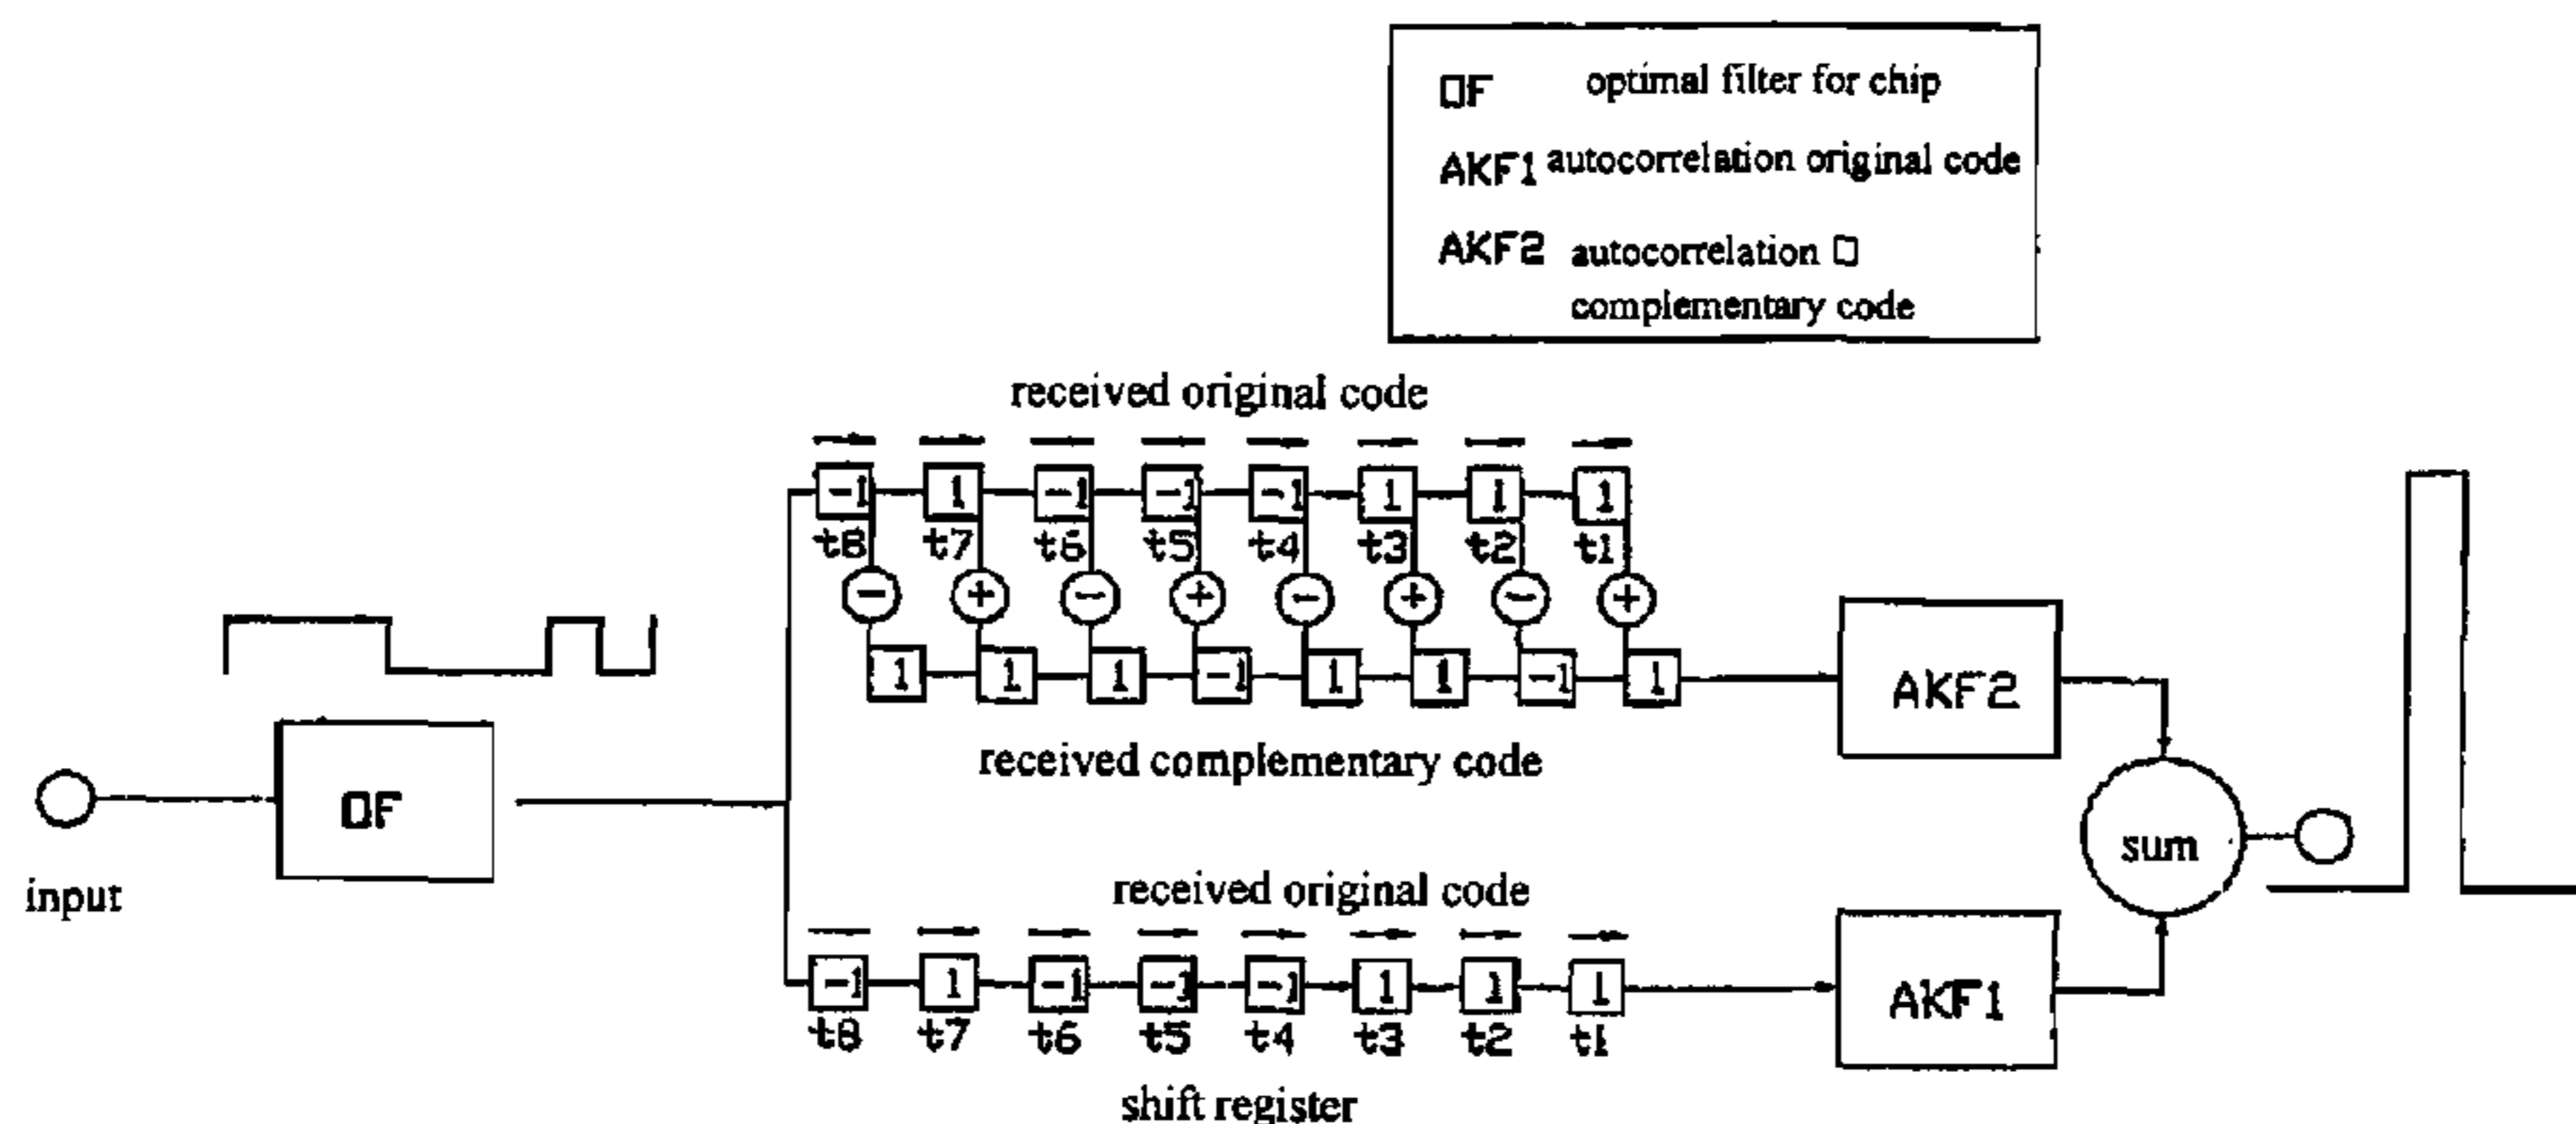 OF optimal filter for chip
AKF1 autocorrelation original code
AKF2 autocorrelation
complementary code
received original code
-1 1 -1 -1 -1 1 1 1
t8 t7 t6 t5 t4 t3 t2 t1
- + - + - + - +
1 1 1 -1 1 1 -1 1
AKF2
received complementary code
OF
sum
input
received original code
-1 1 -1 -1 -1 1 1 1
AKF1
t8 t7 t6 t5 t4 t3 t2 t1
shift register